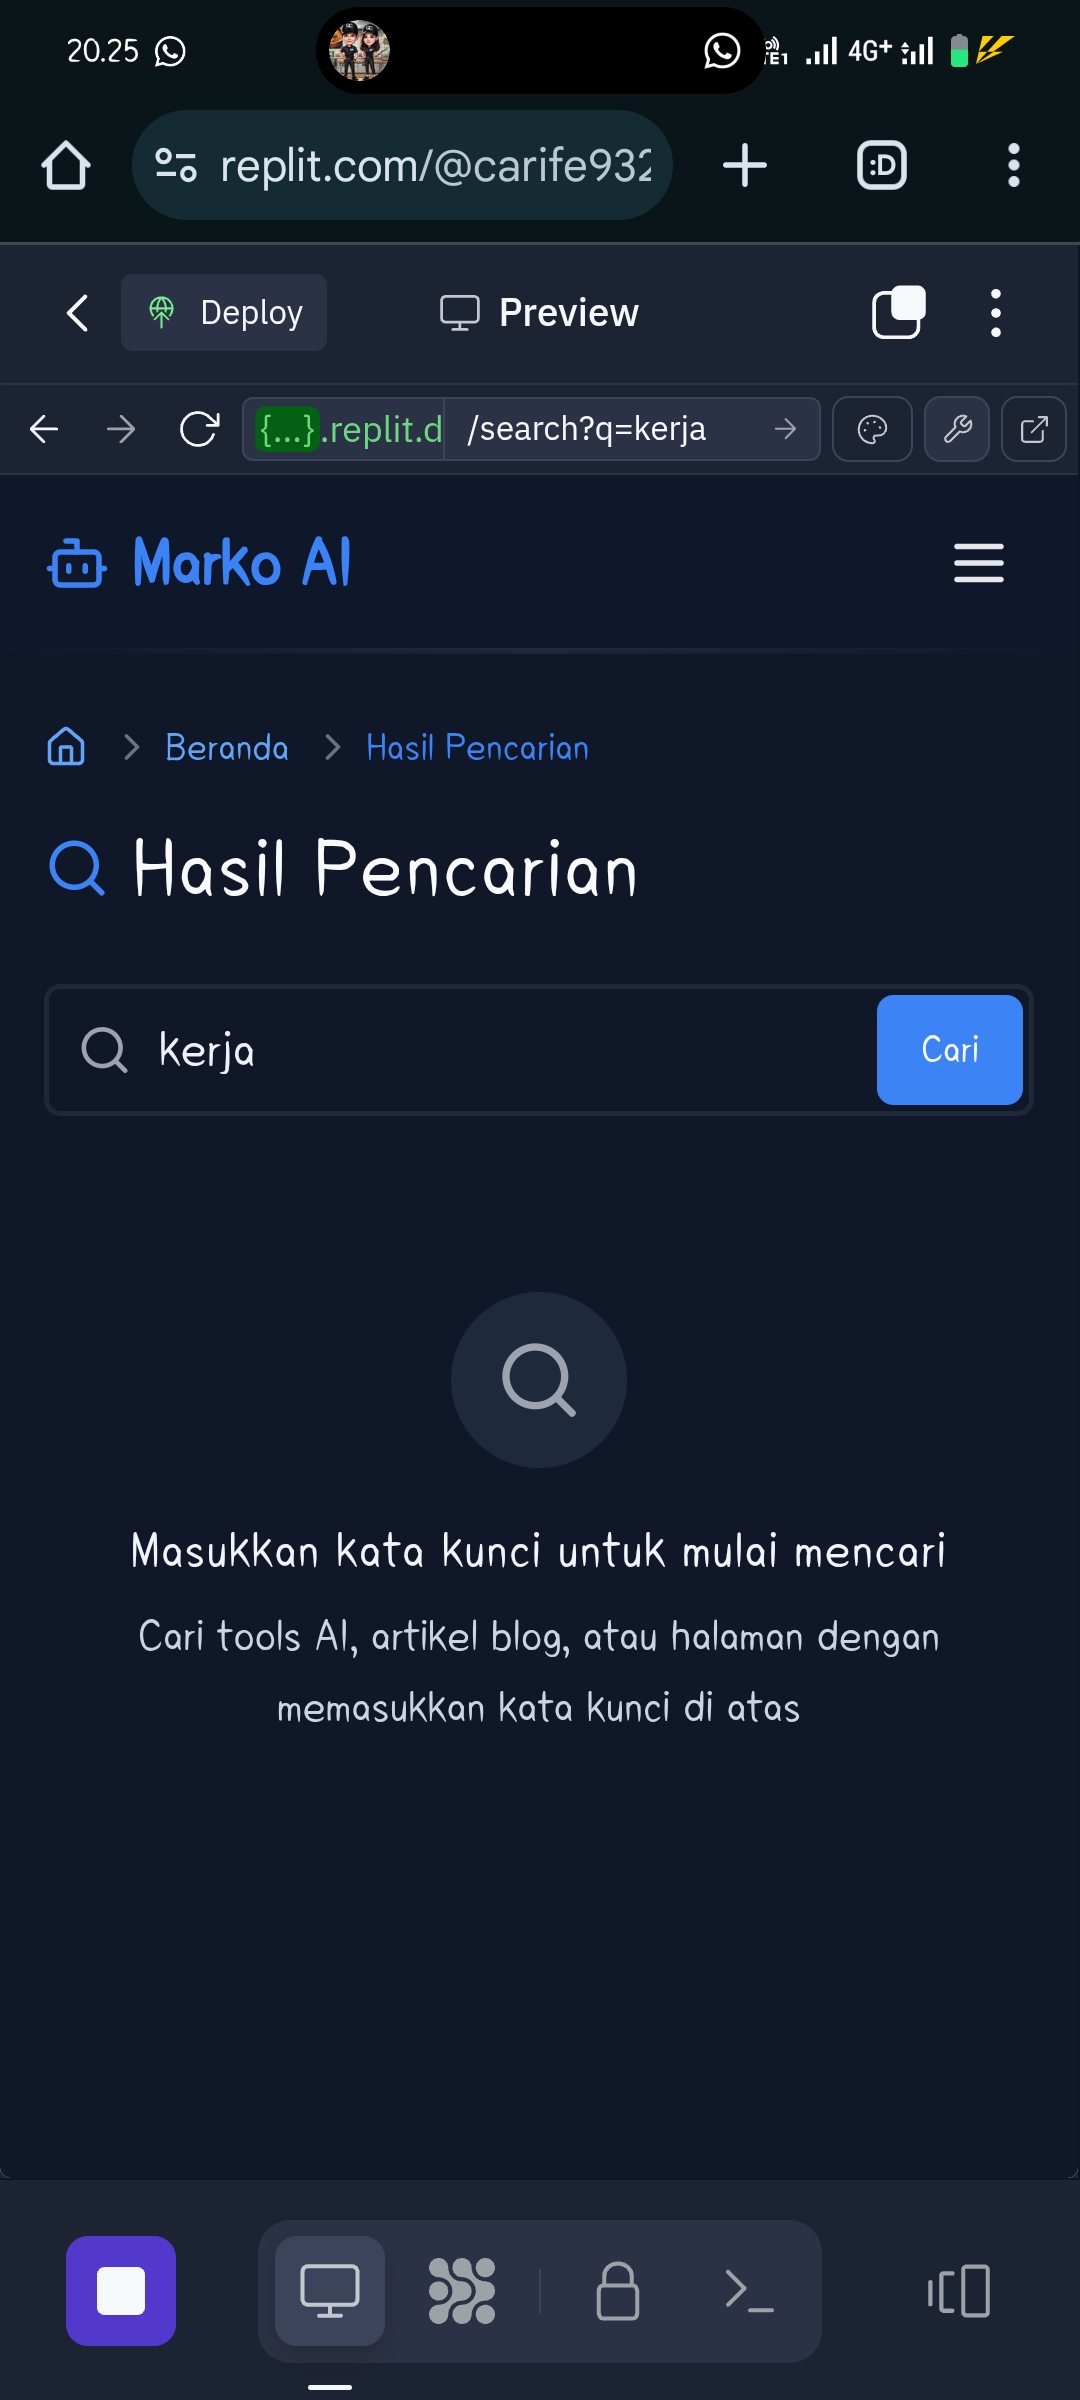 20.25
4G+
replit.com/@carife932
:D
Deploy
Preview
{...}.replit.d
/search?q=kerja
Marko AI
Beranda
Hasil Pencarian
Hasil Pencarian
kerja
Cari
Masukkan kata kunci untuk mulai mencari
Cari tools AI, artikel blog, atau halaman dengan
memasukkan kata kunci di atas